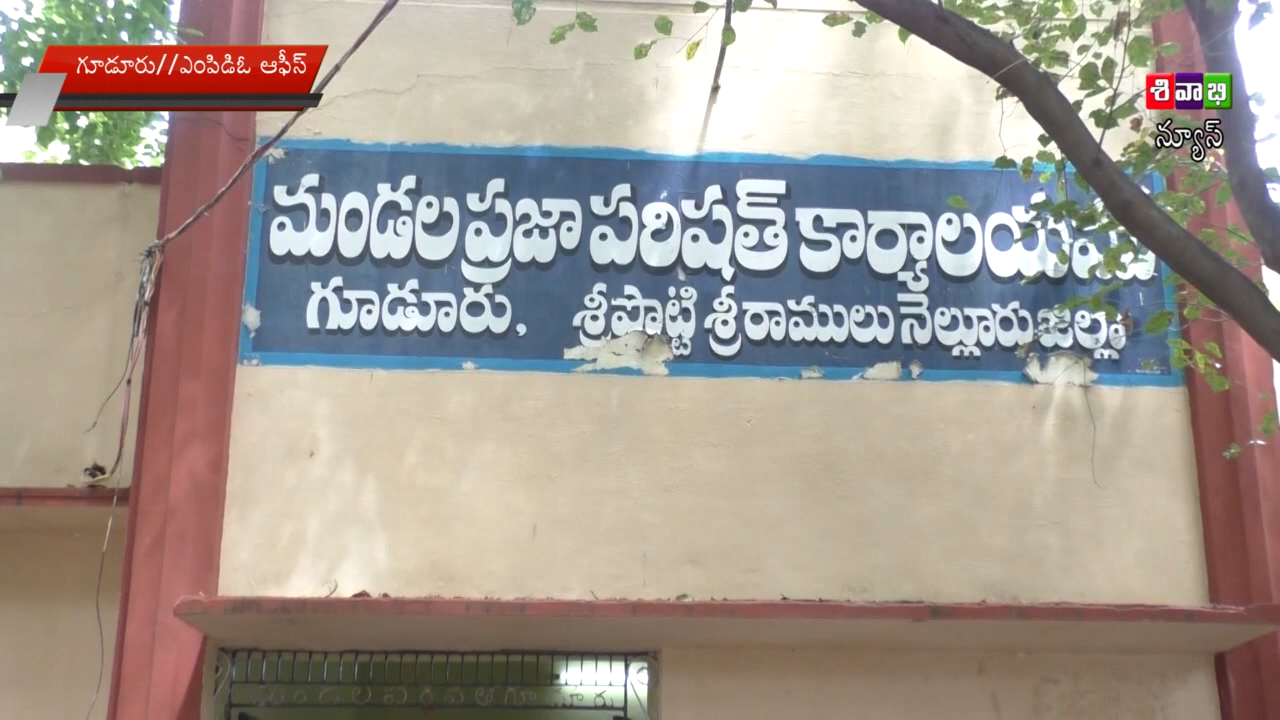 గూడూరు//ఎంపిడిఓ ఆఫీస్
శివాభి
న్యూస్
మండల ప్రజా పరిషత్ కార్యాలయము
గూడూరు, శ్రీపొట్టి శ్రీరాములు నెల్లూరు జిల్లా